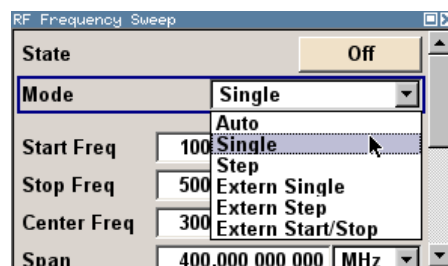 RF Frequency Sweep
State Off
Mode Single
Auto
Start Freq 100 Single
Step
Stop Freq 500 Extern Single
Extern Step
Center Freq 300 Extern Start/Stop
Span 400.000 000 000 MHz